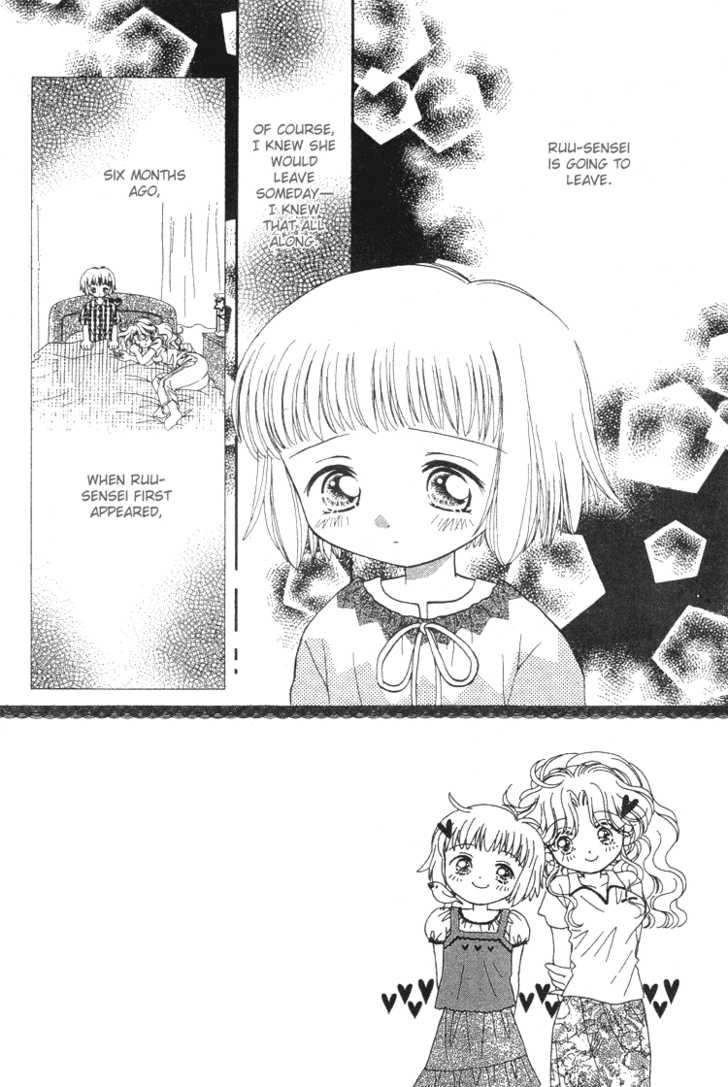 RUU-SENSEI
IS GOING TO
LEAVE.
OF COURSE,
I KNEW SHE
WOULD
LEAVE
SOMEDAY—
I KNEW
THAT ALL
ALONG.
SIX MONTHS
AGO,
WHEN RUU-
SENSEI FIRST
APPEARED,